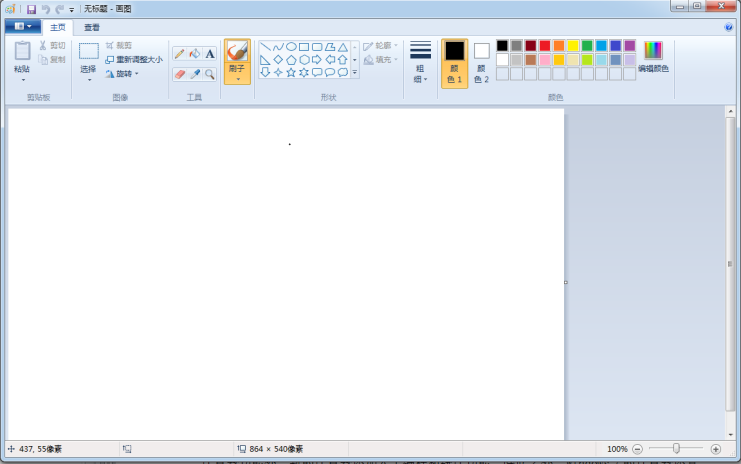 无标题 - 画图
主页 查看
粘贴 剪切 复制 剪贴板
选择 裁剪 重新调整大小 旋转 图像
A
工具
刷子
轮廓 填充 形状
粗细
颜色 1 颜色 2
编辑颜色
颜色
437, 55像素
864 × 540像素
100%